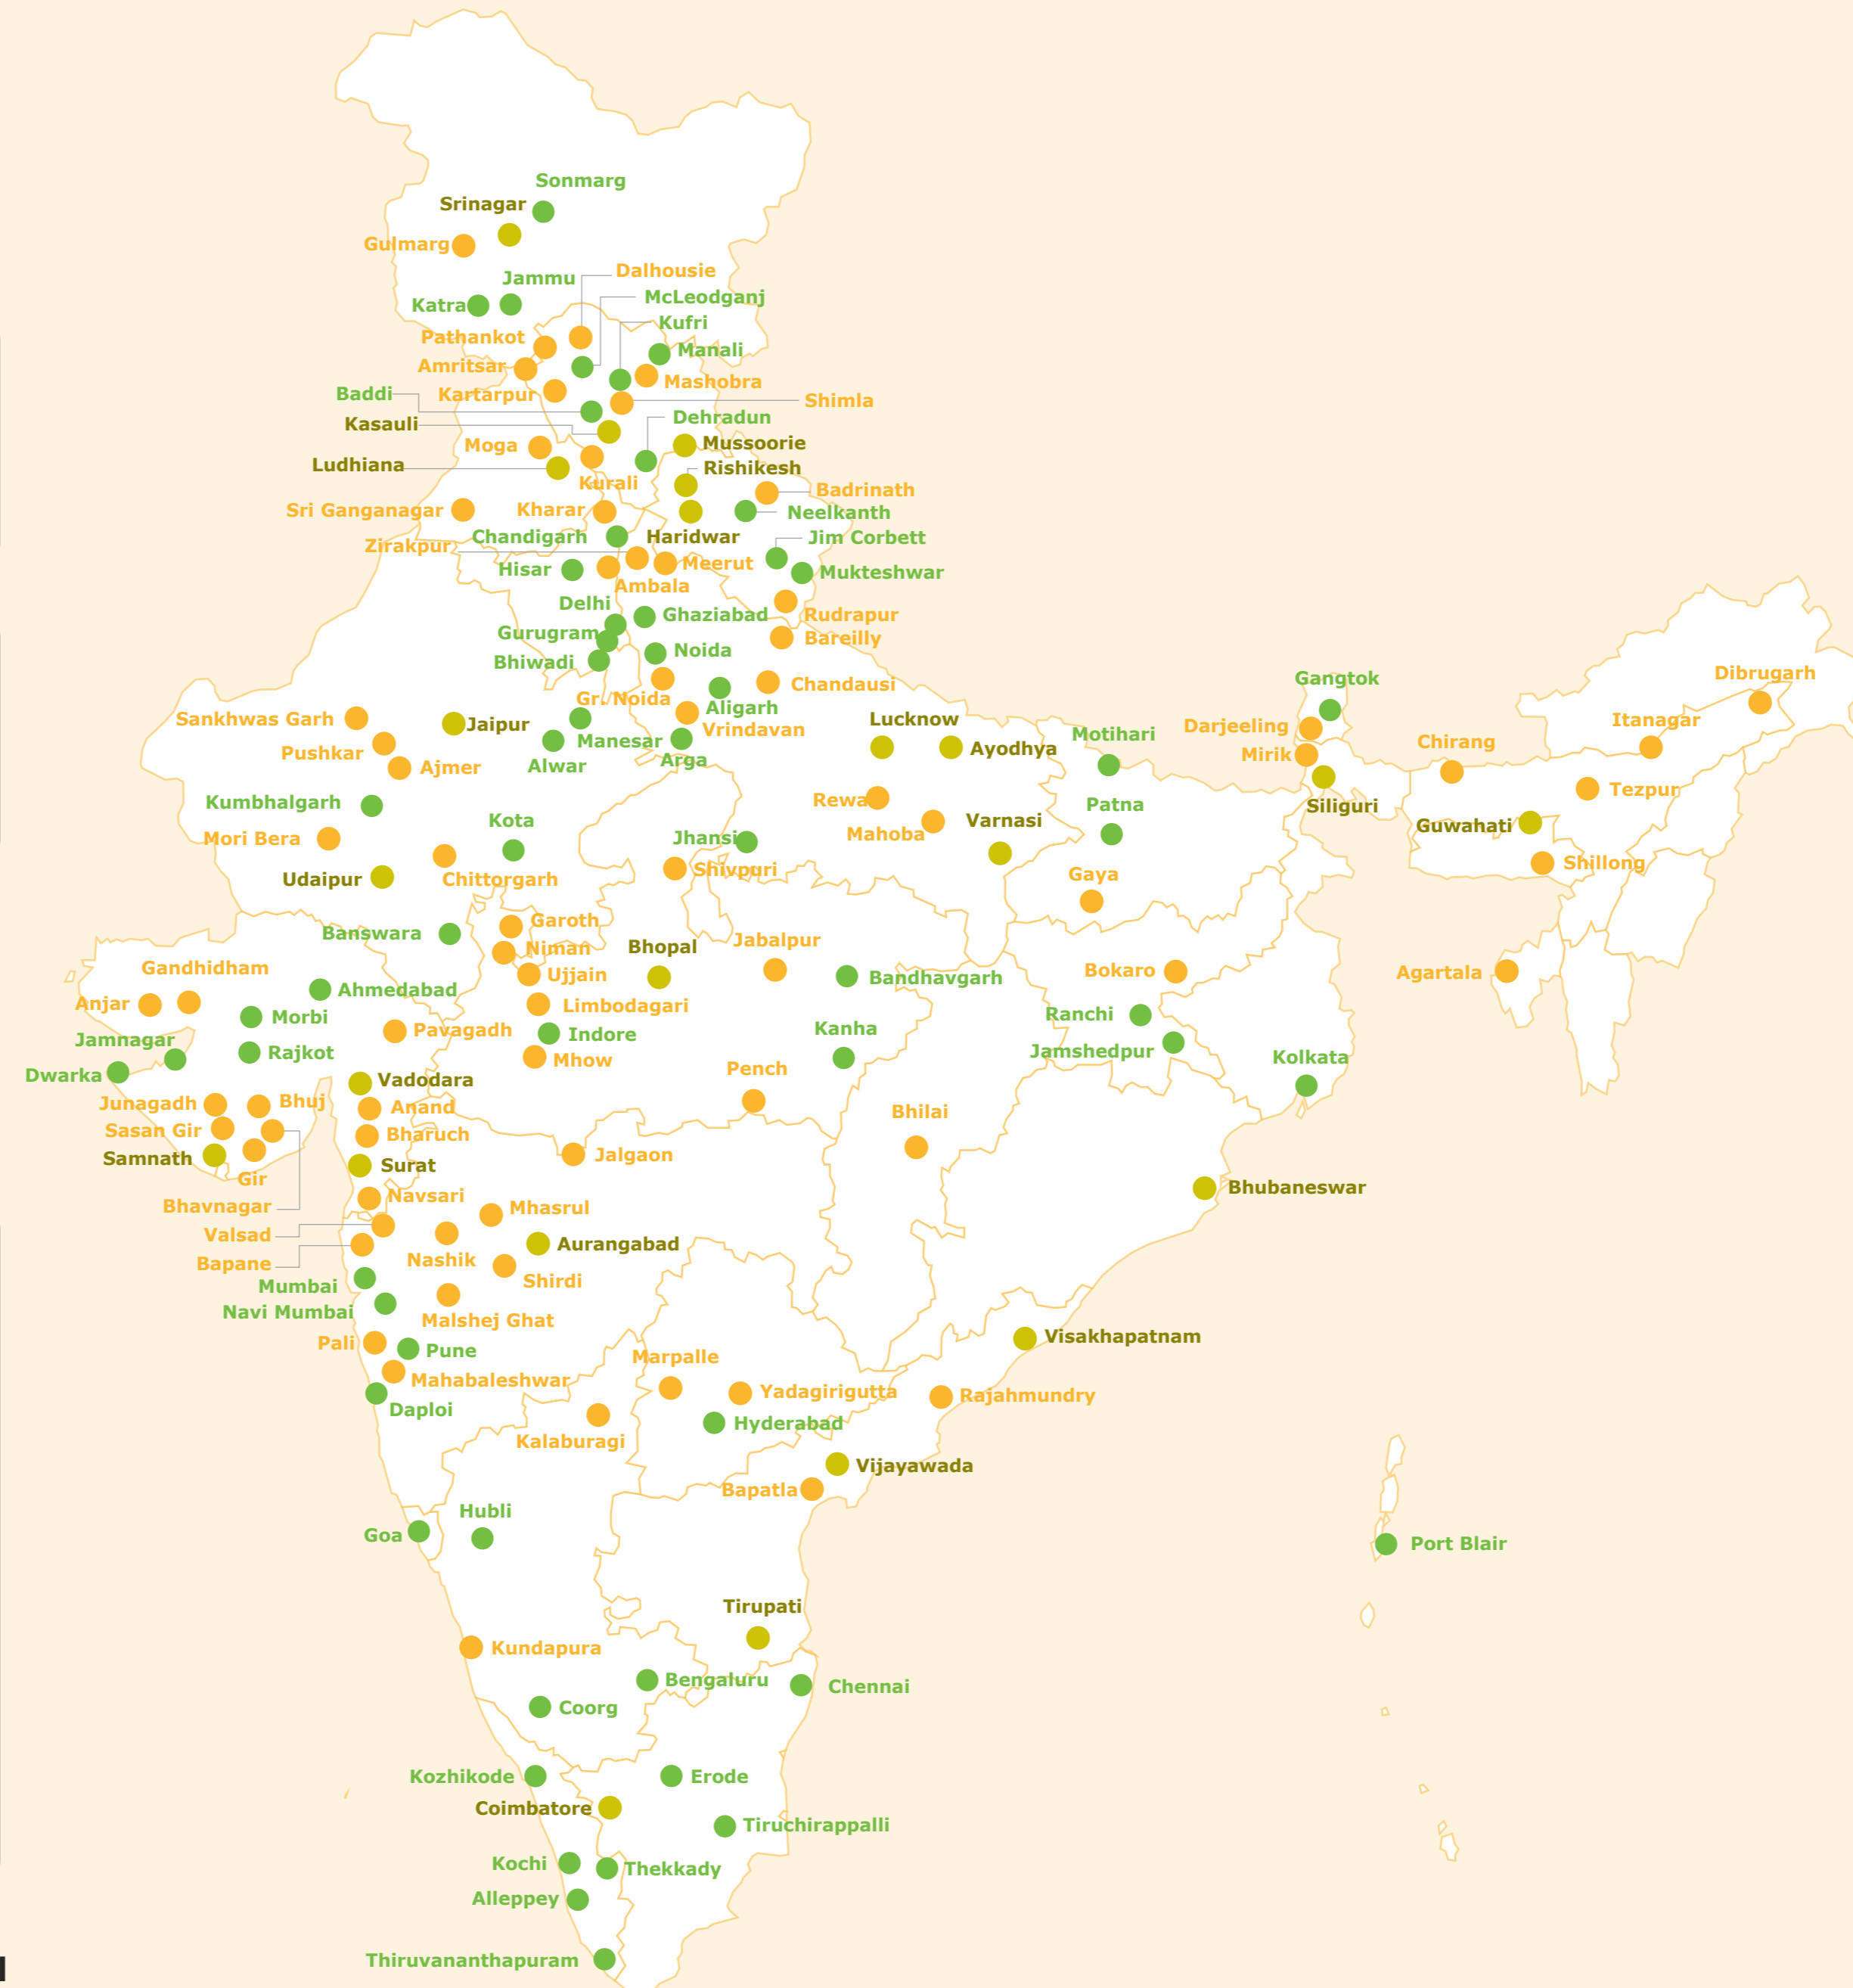 Sonmarg
Srinagar
Gulmarg
Dalhousie
Jammu
McLeodganj
Katra
Kufri
Pathankot
Manali
Amritsar
Mashobra
Baddi
Kartarpur
Shimla
Dehradun
Kasauli
Mussoorie
Moga
Ludhiana
Rishikesh
Kurali
Badrinath
Sri Ganganagar
Kharar
Neelkanth
Chandigarh
Haridwar
Jim Corbett
Zirakpur
Meerut
Hisar
Mukteshwar
Ambala
Delhi
Ghaziabad
Rudrapur
Gurugram
Bareilly
Noida
Bhiwadi
Dibrugarh
Gangtok
Chandausi
Gr. Noida
Aligarh
Sankhwas Garh
Lucknow
Itanagar
Jaipur
Darjeeling
Vrindavan
Motihari
Manesar
Chirang
Ayodhya
Pushkar
Mirik
Arga
Alwar
Ajmer
Tezpur
Rewa
Kumbhalgarh
Patna
Siliguri
Kota
Varnasi
Guwahati
Mahoba
Jhansi
Mori Bera
Shillong
Shivpuri
Gaya
Udaipur
Chittorgarh
Garoth
Banswara
Jabalpur
Bhopal
Niman
Gandhidham
Bokaro
Agartala
Ujjain
Bandhavgarh
Ahmedabad
Anjar
Limbodagari
Ranchi
Morbi
Kanha
Pavagadh
Indore
Jamnagar
Jamshedpur
Rajkot
Kolkata
Mhow
Pench
Dwarka
Vadodara
Junagadh
Bhuj
Anand
Bhilai
Sasan Gir
Bharuch
Jalgaon
Samnath
Surat
Gir
Bhubaneswar
Navsari
Bhavnagar
Mhasrul
Valsad
Aurangabad
Nashik
Bapane
Shirdi
Mumbai
Navi Mumbai
Malshej Ghat
Visakhapatnam
Pali
Pune
Marpalle
Mahabaleshwar
Yadagirigutta
Rajahmundry
Daploi
Hyderabad
Kalaburagi
Vijayawada
Bapatla
Hubli
Goa
Port Blair
Tirupati
Kundapura
Bengaluru
Chennai
Coorg
Kozhikode
Erode
Coimbatore
Tiruchirappalli
Kochi
Thekkady
Alleppey
Thiruvananthapuram